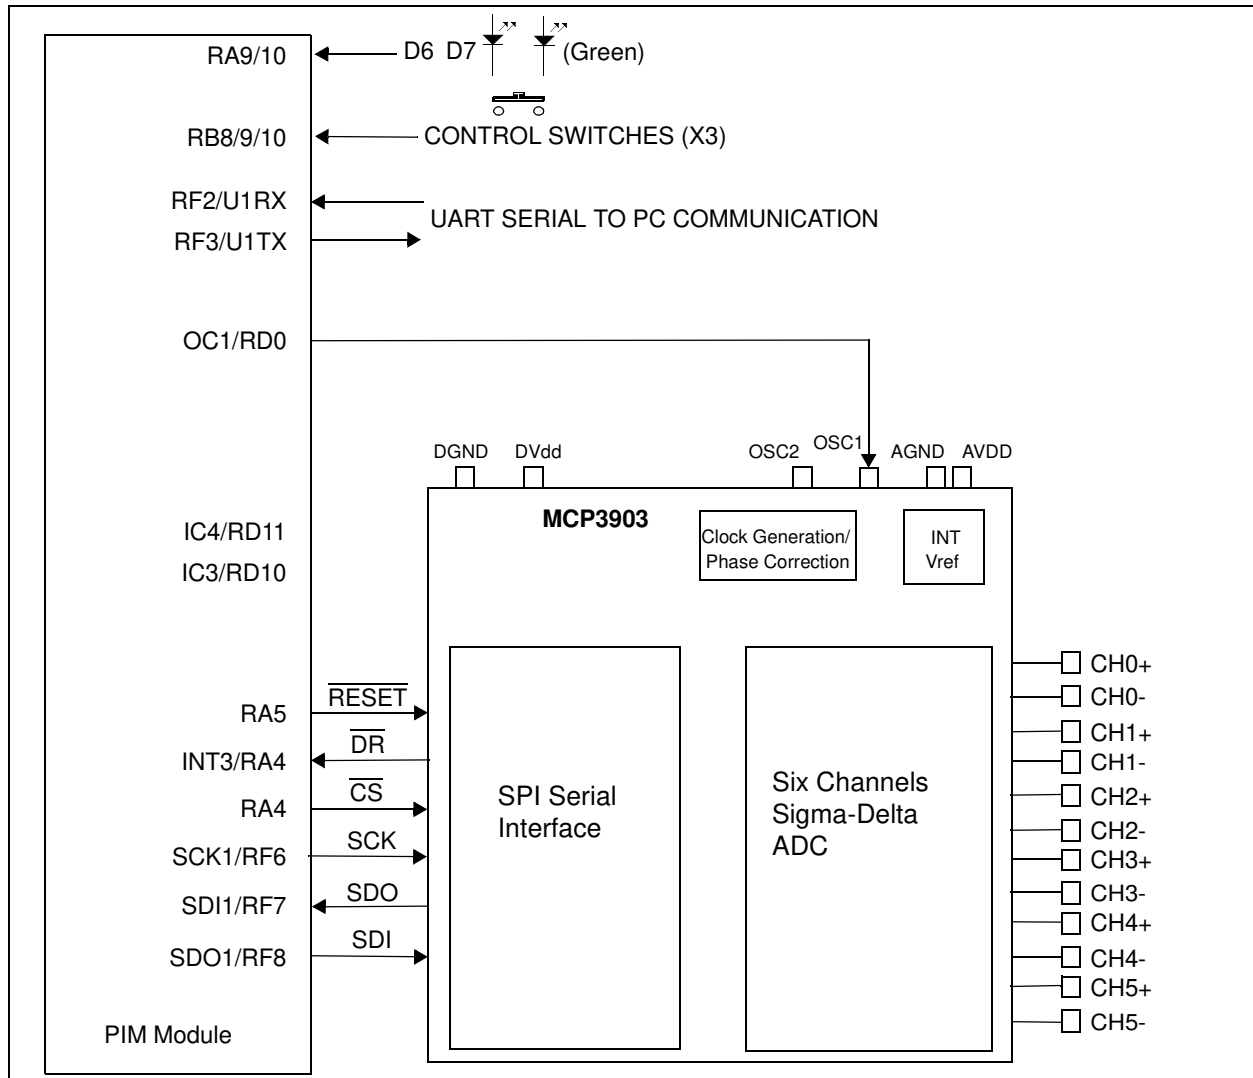 RA9/10
D6 D7
(Green)
RB8/9/10
CONTROL SWITCHES (X3)
RF2/U1RX
UART SERIAL TO PC COMMUNICATION
RF3/U1TX
OC1/RD0
DGND
DVdd
OSC2
OSC1
AGND
AVDD
MCP3903
Clock Generation/
Phase Correction
INT
Vref
IC4/RD11
IC3/RD10
RA5
RESET
INT3/RA4
DR
RA4
CS
SCK1/RF6
SCK
SDI1/RF7
SDO
SDO1/RF8
SDI
SPI Serial
Interface
Six Channels
Sigma-Delta
ADC
CH0+
CH0-
CH1+
CH1-
CH2+
CH2-
CH3+
CH3-
CH4+
CH4-
CH5+
CH5-
PIM Module